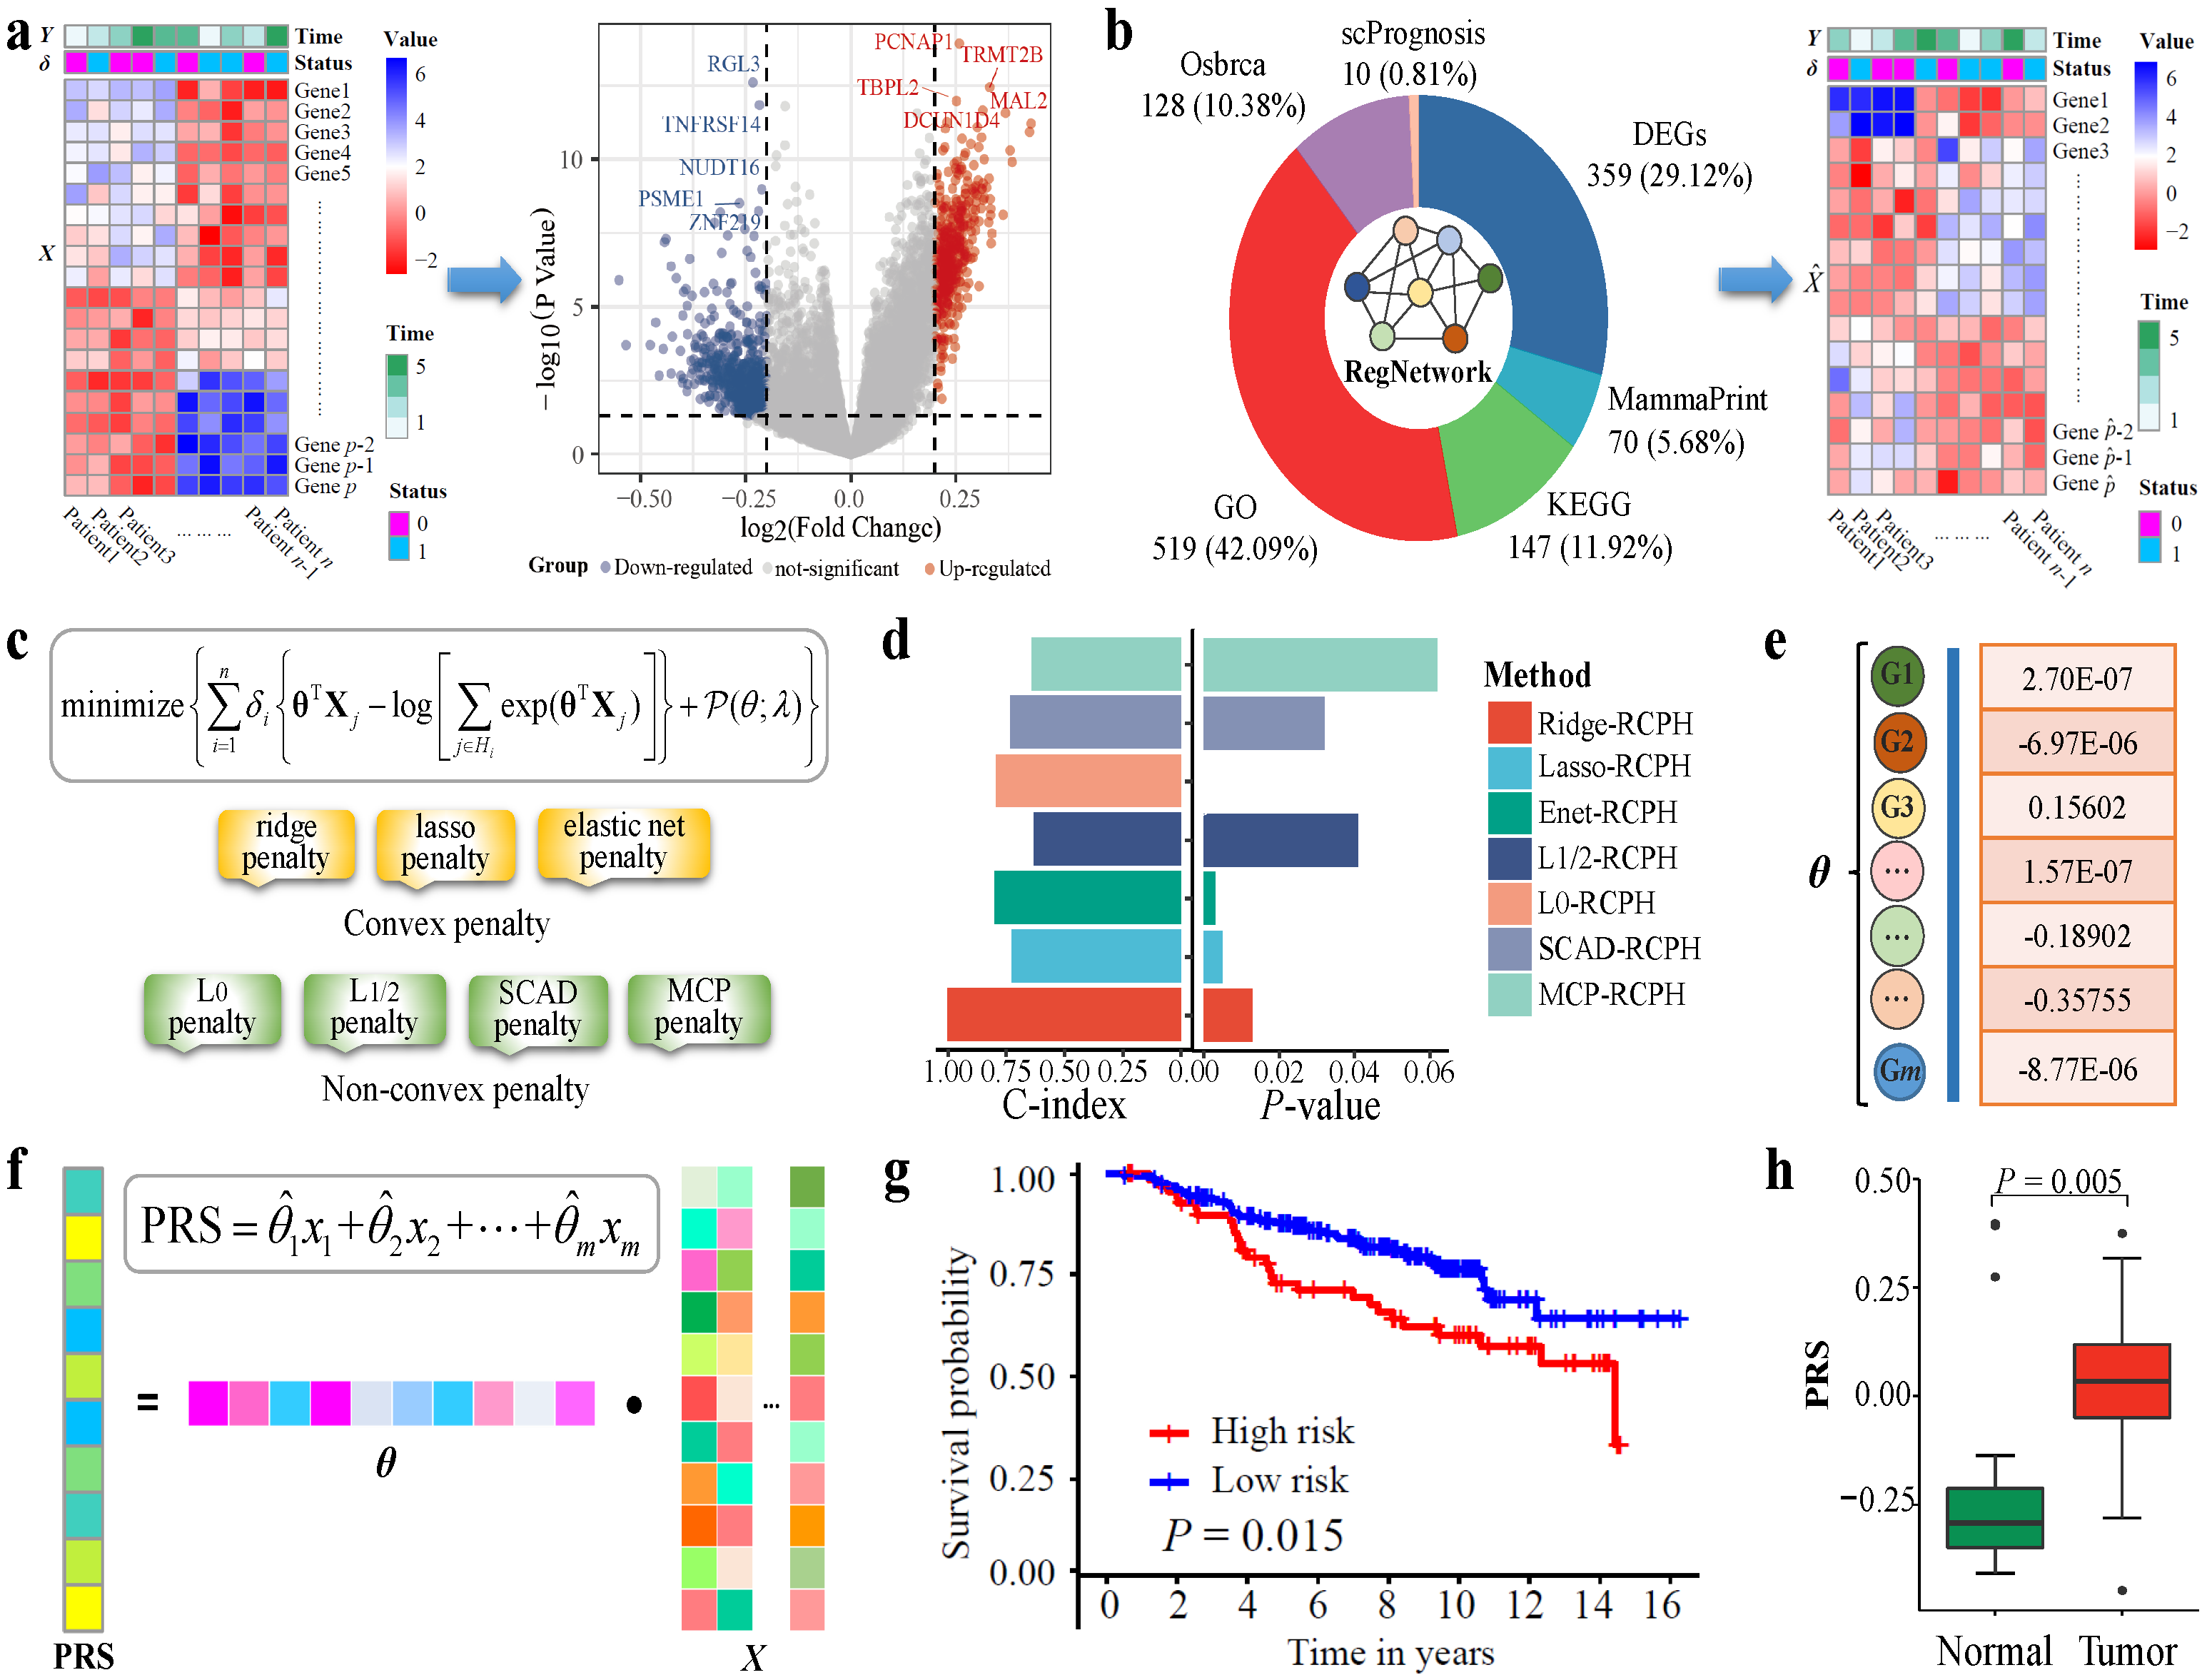 a
Y
δ
X
Time
Status
Gene1
Gene2
Gene3
Gene4
Gene5
Gene p-2
Gene p-1
Gene p
Patient1
Patient2
Patient3
... ... ...
Patient n-1
Patient n
Value
6
4
2
0
−2
Time
5
1
Status
0
1
− log10(P Value)
10
5
0
RGL3
TNFRSF14
NUDT16
PSME1
ZNF219
PCNAP1
TRMT2B
TBPL2
MAL2
DCUN1D4
−0.50
−0.25
0.0
0.25
log2(Fold Change)
Group
Down-regulated
not-significant
Up-regulated
b
scPrognosis
10 (0.81%)
Osbrca
128 (10.38%)
DEGs
359 (29.12%)
MammaPrint
70 (5.68%)
KEGG
147 (11.92%)
GO
519 (42.09%)
RegNetwork
Y
δ
X̂
Time
Status
Gene1
Gene2
Gene3
Gene p̂-2
Gene p̂-1
Gene p̂
Patient1
Patient2
Patient3
... ... ...
Patient n-1
Patient n
Value
6
4
2
0
−2
Time
5
1
Status
0
1
c
minimize{∑_{i=1}^{n} δ_i{θ^T X_j − log[∑_{j∈H_i} exp(θ^T X_j)]} + P(θ; λ)}
ridge
penalty
lasso
penalty
elastic net
penalty
Convex penalty
L0
penalty
L1/2
penalty
SCAD
penalty
MCP
penalty
Non-convex penalty
d
1.00 0.75 0.50 0.25 0.00 0.02 0.04 0.06
C-index
P-value
Method
Ridge-RCPH
Lasso-RCPH
Enet-RCPH
L1/2-RCPH
L0-RCPH
SCAD-RCPH
MCP-RCPH
e
θ
G1
2.70E-07
G2
-6.97E-06
G3
0.15602
...
1.57E-07
...
-0.18902
...
-0.35755
Gm
-8.77E-06
f
PRS = θ̂₁x₁ + θ̂₂x₂ + ⋯ + θ̂ₘxₘ
=
θ
•
...
PRS
X
g
Survival probability
1.00
0.75
0.50
0.25
0.00
High risk
Low risk
P = 0.015
0 2 4 6 8 10 12 14 16
Time in years
h
P = 0.005
PRS
0.50
0.25
0.00
−0.25
Normal
Tumor